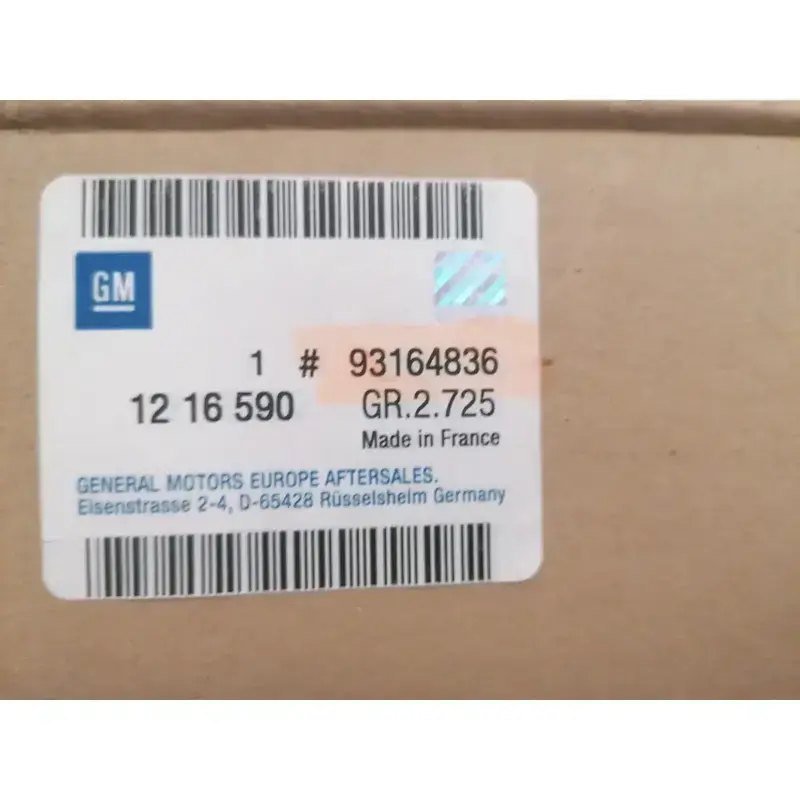 GM
1 # 93164836
12 16 590 GR.2.725
Made in France
GENERAL MOTORS EUROPE AFTERSALES.
Eisenstrasse 2-4, D-65428 Rüsselsheim Germany